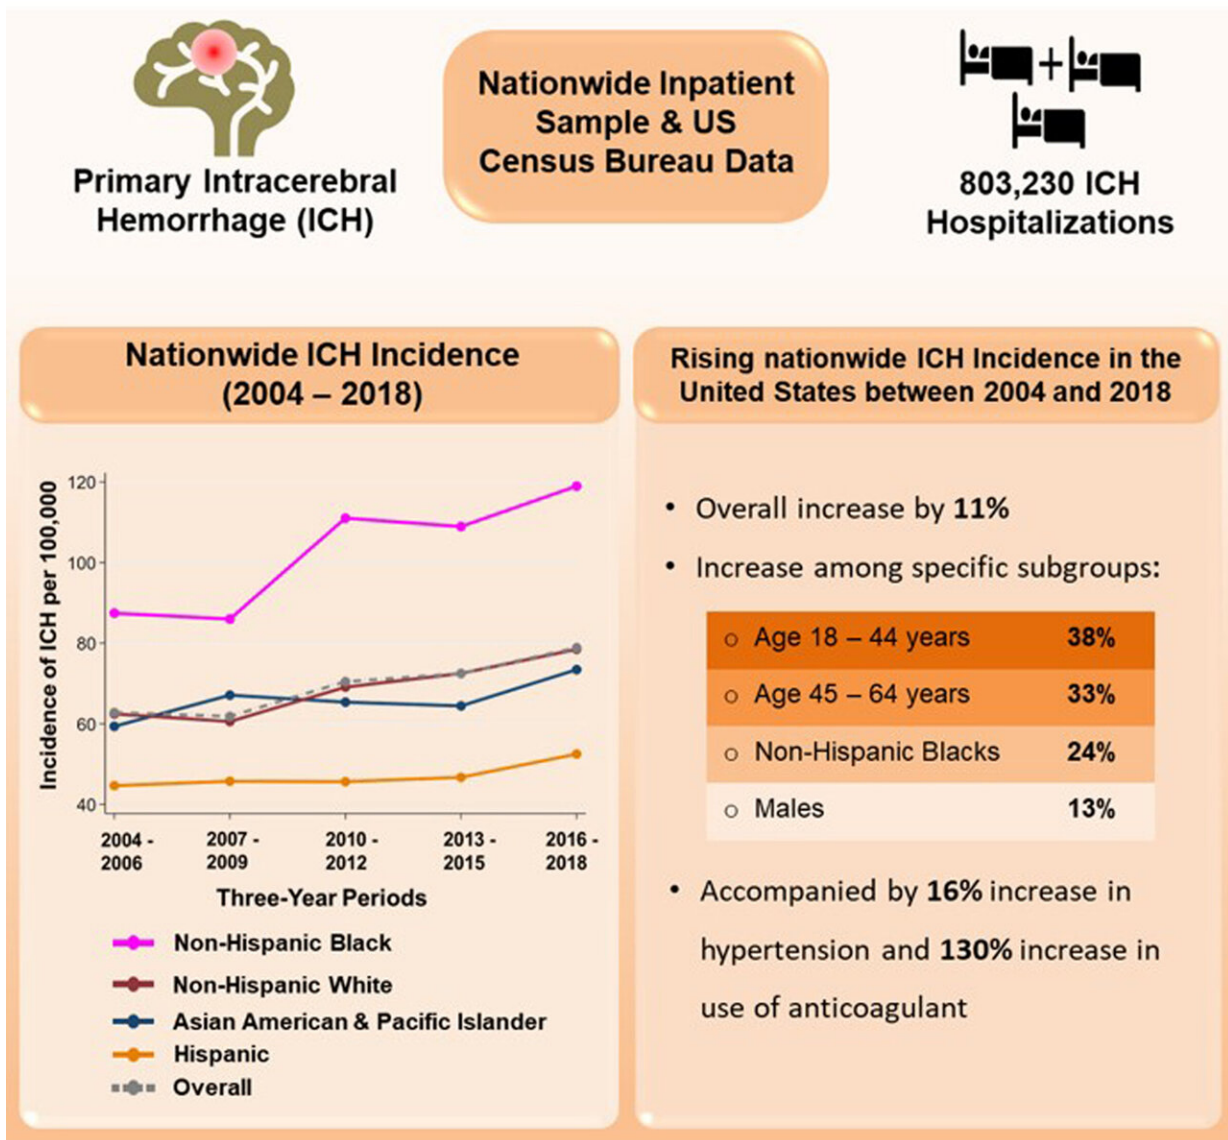 Primary Intracerebral
Hemorrhage (ICH)
Nationwide Inpatient
Sample & US
Census Bureau Data
+
803,230 ICH
Hospitalizations
Nationwide ICH Incidence
(2004 – 2018)
Incidence of ICH per 100,000
120
100
80
60
40
2004 -
2006
2007 -
2009
2010 -
2012
2013 -
2015
2016 -
2018
Three-Year Periods
Non-Hispanic Black
Non-Hispanic White
Asian American & Pacific Islander
Hispanic
Overall
Rising nationwide ICH Incidence in the
United States between 2004 and 2018
• Overall increase by 11%
• Increase among specific subgroups:
o Age 18 – 44 years 38%
o Age 45 – 64 years 33%
o Non-Hispanic Blacks 24%
o Males 13%
• Accompanied by 16% increase in
hypertension and 130% increase in
use of anticoagulant